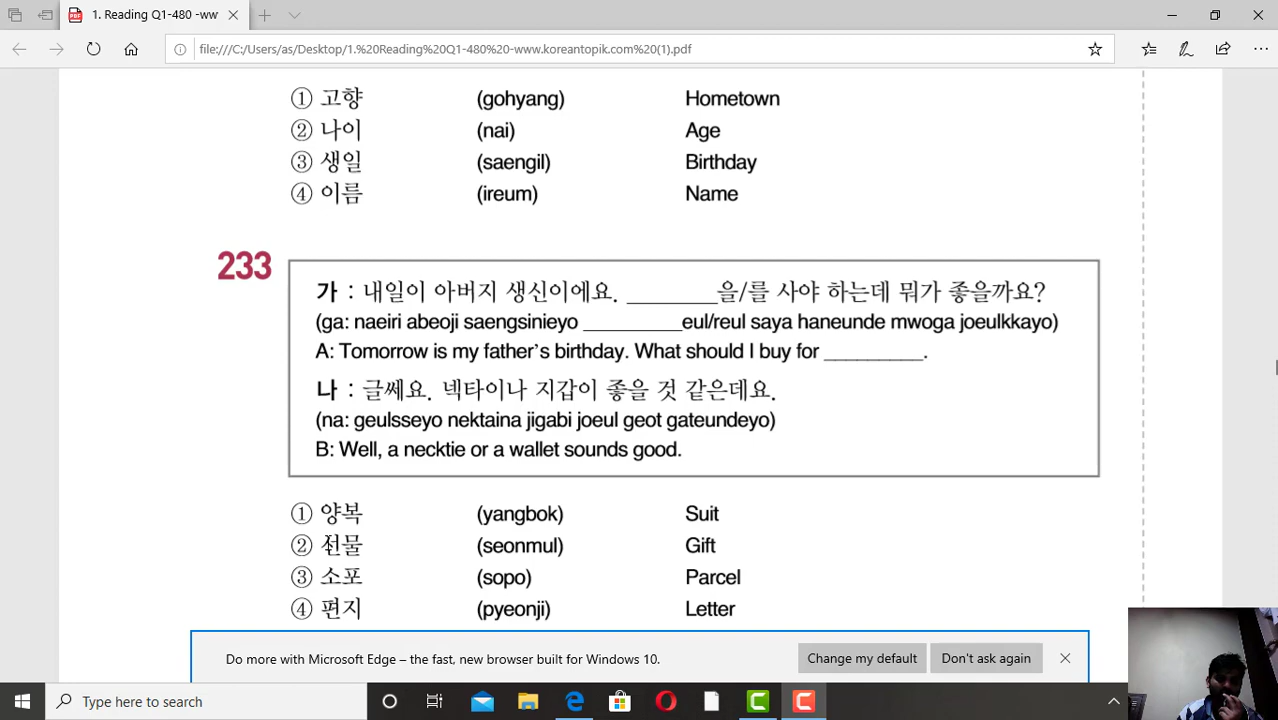 1. Reading Q1-480 -ww
file:///C:/Users/as/Desktop/1.%20Reading%20Q1-480%20-www.koreantopik.com%20(1).pdf
① 고향 (gohyang) Hometown
② 나이 (nai) Age
③ 생일 (saengil) Birthday
④ 이름 (ireum) Name
233
가 : 내일이 아버지 생신이에요. ________을/를 사야 하는데 뭐가 좋을까요?
(ga: naeiri abeoji saengsinieyo _________eul/reul saya haneunde mwoga joeulkkayo)
A: Tomorrow is my father's birthday. What should I buy for _________.
나 : 글쎄요. 넥타이나 지갑이 좋을 것 같은데요.
(na: geulsseyo nektaina jigabi joeul geot gateundeyo)
B: Well, a necktie or a wallet sounds good.
① 양복 (yangbok) Suit
② 선물 (seonmul) Gift
③ 소포 (sopo) Parcel
④ 편지 (pyeonji) Letter
Do more with Microsoft Edge – the fast, new browser built for Windows 10. Change my default Don't ask again
Type here to search